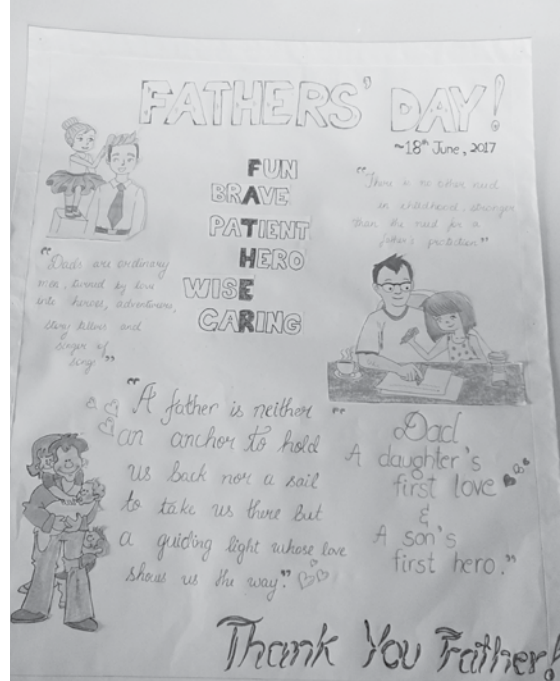 FATHERS' DAY!
~18th June, 2017
FUN
BRAVE
PATIENT
HERO
WISE
CARING
"There is no other need
in childhood stronger
than the need for a
father's protection"
"Dads are ordinary
men, turned by love
into heroes, adventurers,
story tellers and
singer of
song"
"A father is neither
an anchor to hold
us back nor a sail
to take us there but
a guiding light whose love
shows us the way."
"Dad
A daughter's
first love
&
A son's
first hero."
Thank You Father!